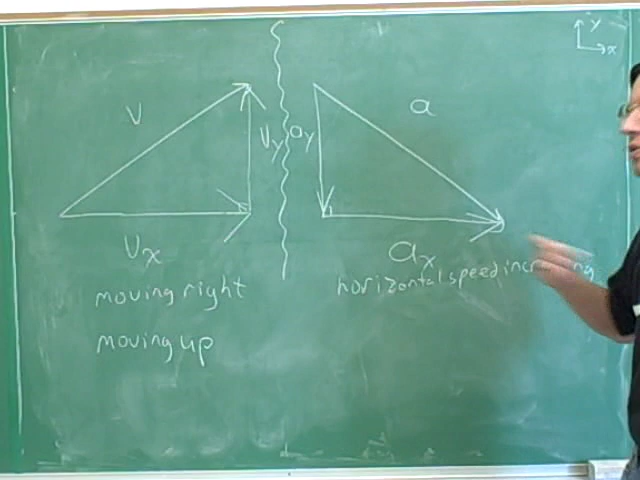 y
x
V
Vy
Vx
moving right
moving up
ay
a
ax
horizontal speed increasing